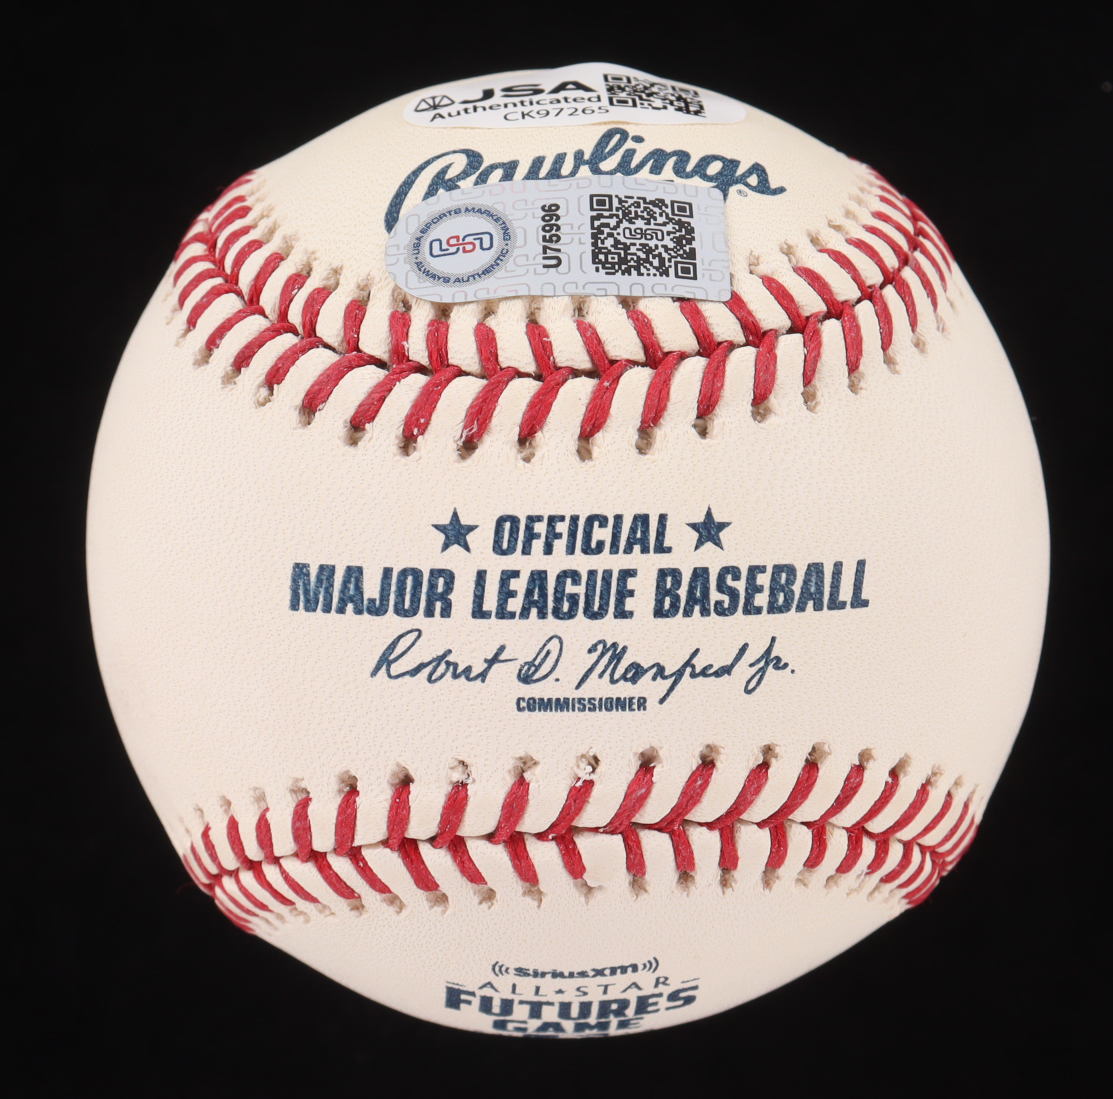 JSA
Authenticated
CK97265
Rawlings
USA SPORTS MARKETING
ALWAYS AUTHENTIC
U75996
OFFICIAL
MAJOR LEAGUE BASEBALL
Robert D. Manfred Jr.
COMMISSIONER
SiriusXM
ALL★STAR
FUTURES
GAME